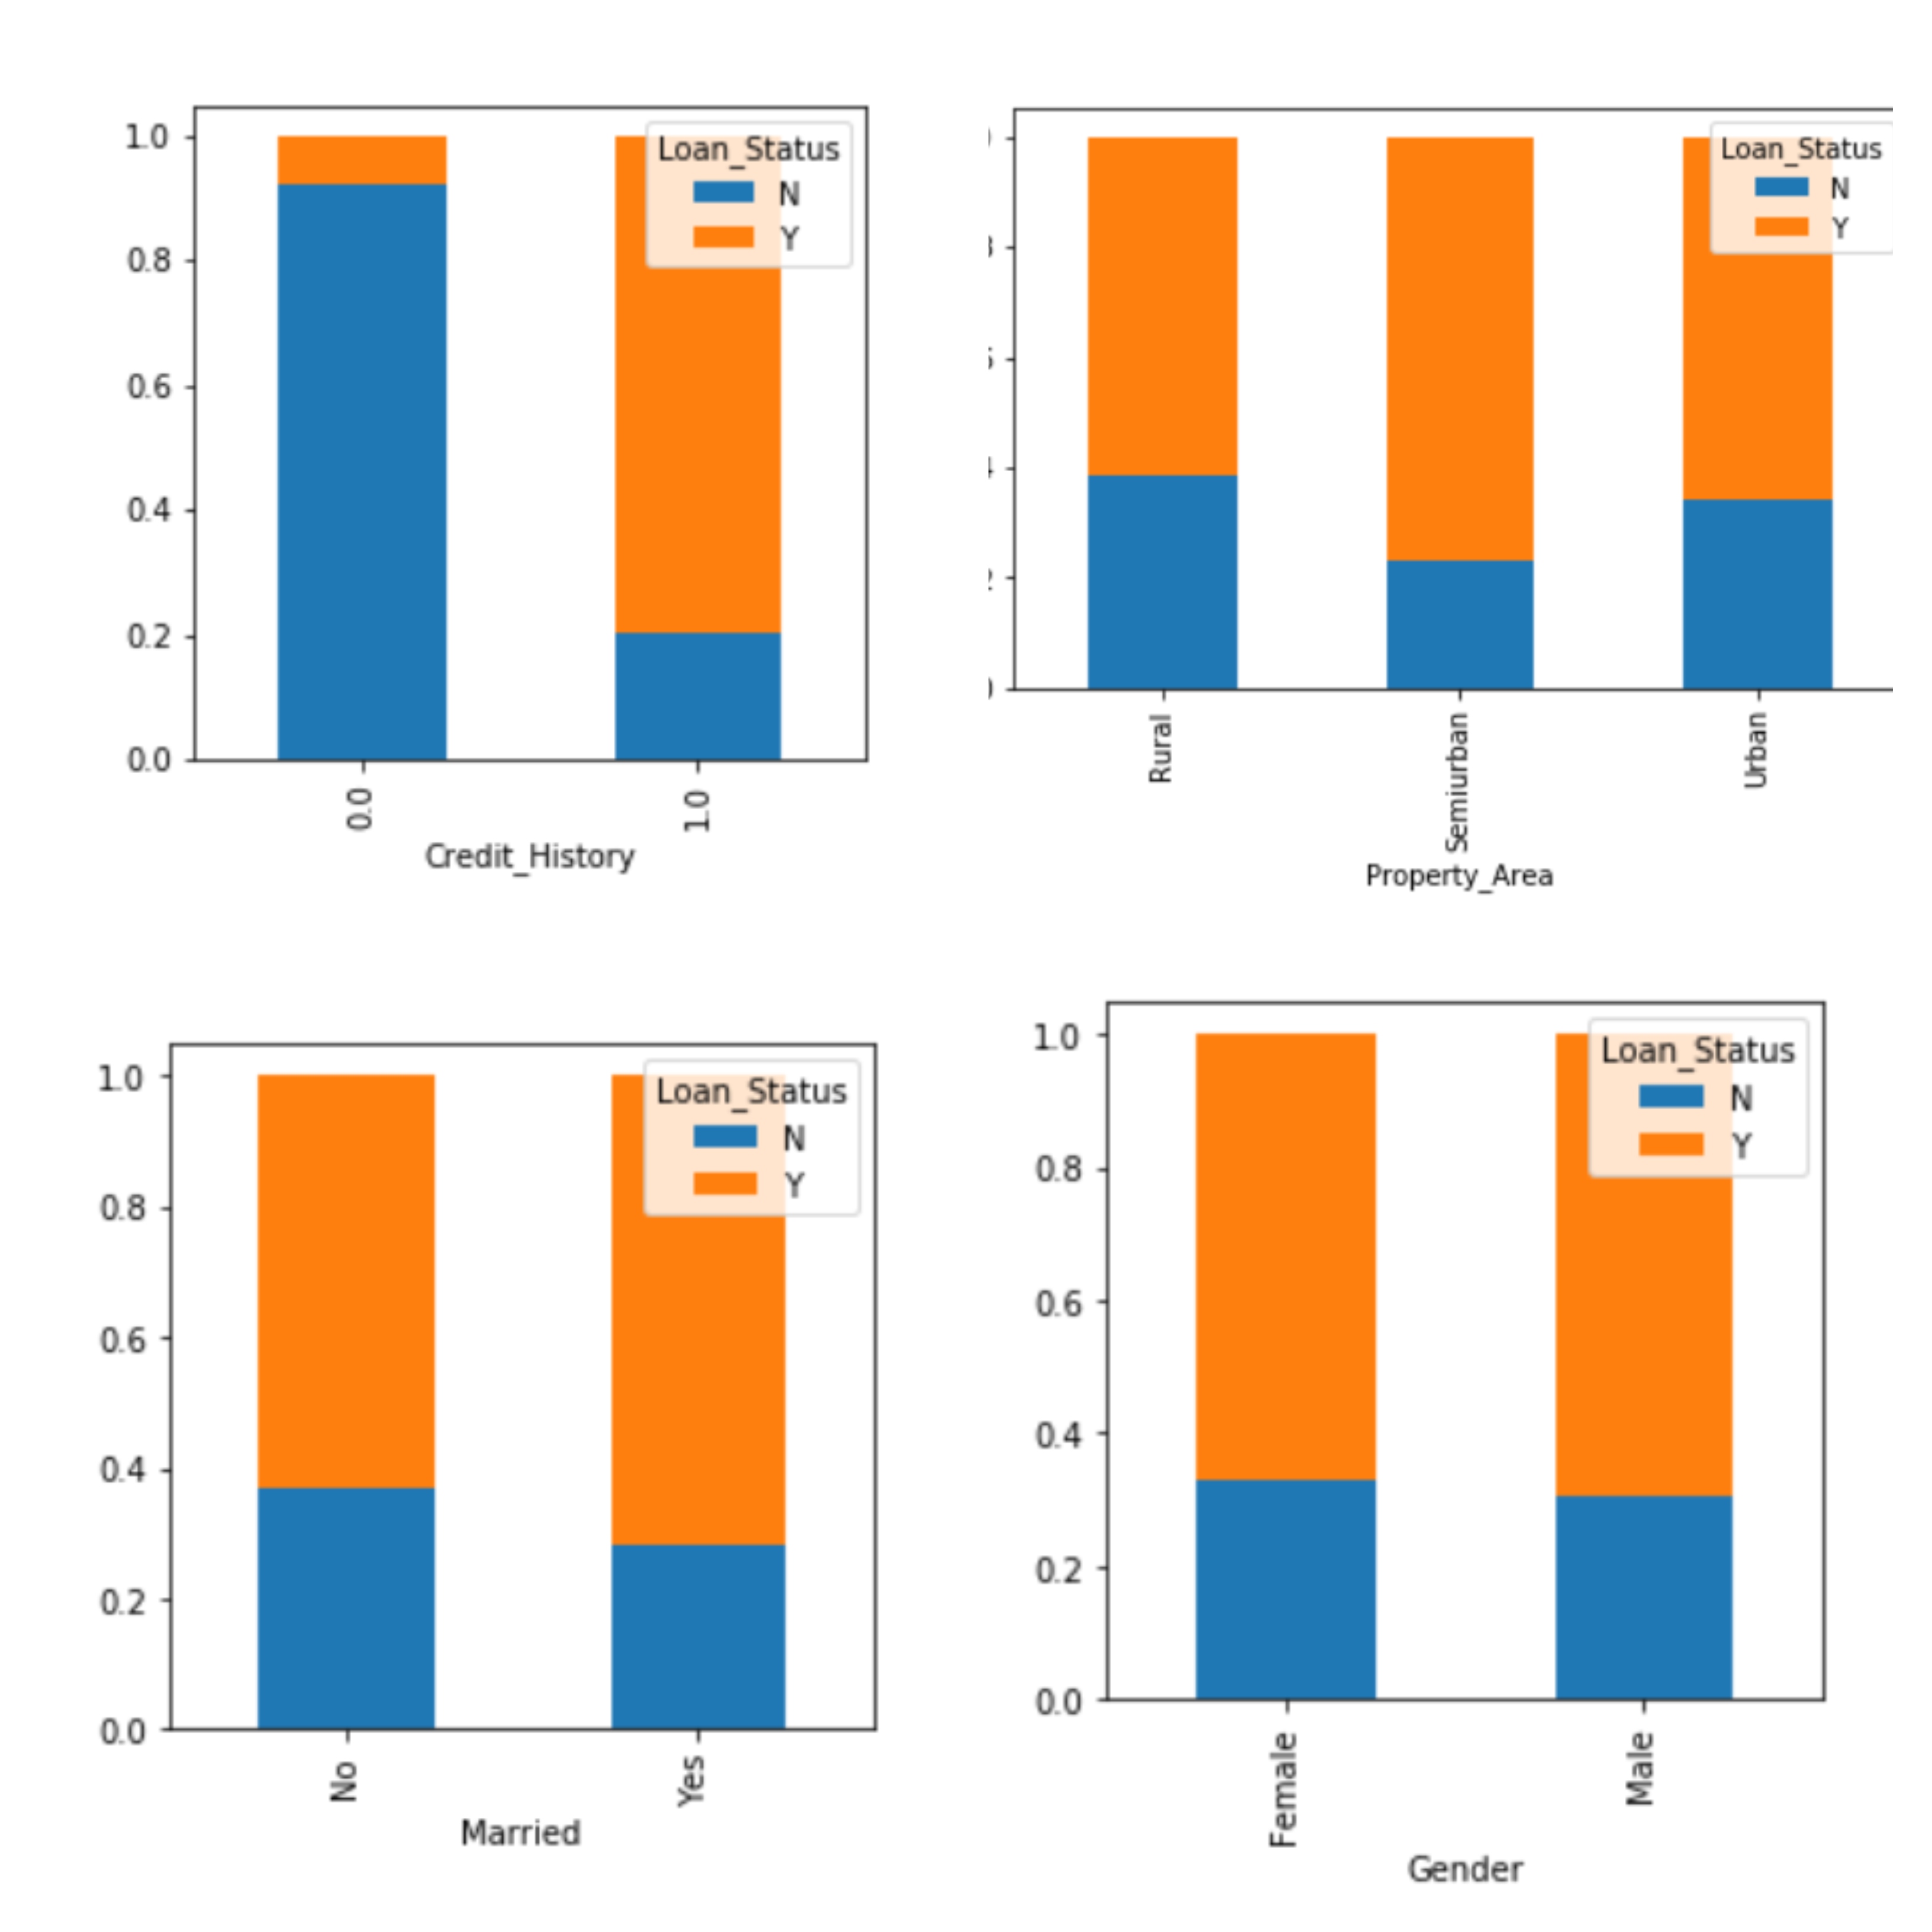 1.0
0.8
0.6
0.4
0.2
0.0
Loan_Status
N
Y
0.0
1.0
Credit_History
Loan_Status
N
Y
Rural
Semiurban
Urban
Property_Area
1.0
0.8
0.6
0.4
0.2
0.0
Loan_Status
N
Y
No
Yes
Married
1.0
0.8
0.6
0.4
0.2
0.0
Loan_Status
N
Y
Female
Male
Gender